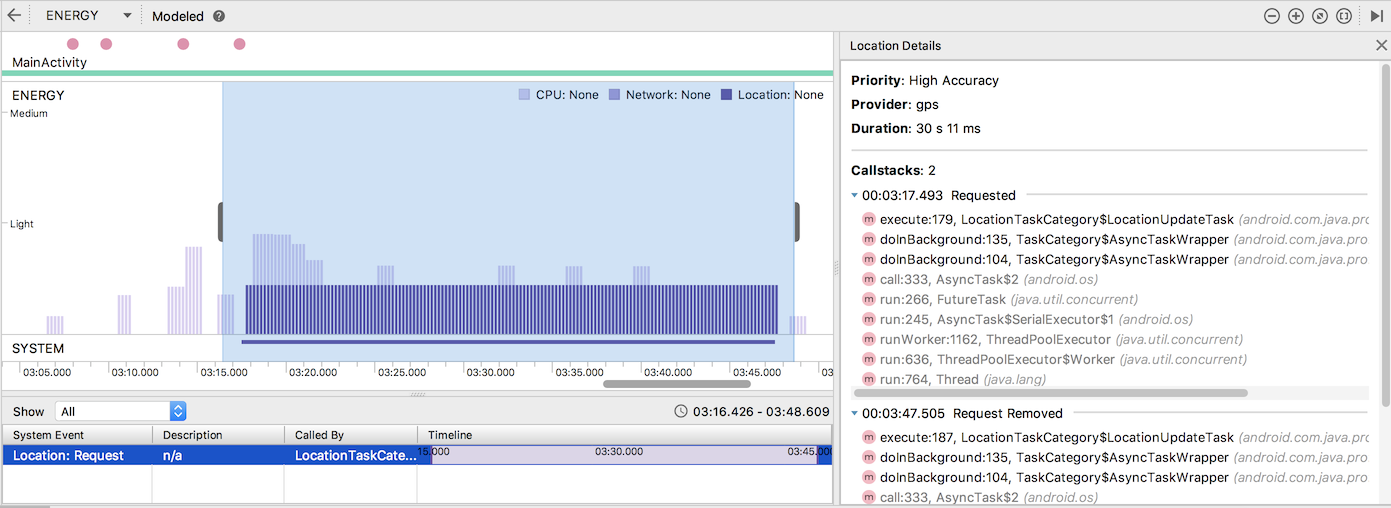 ENERGY Modeled ?
MainActivity
ENERGY
CPU: None Network: None Location: None
Medium
Light
SYSTEM
03:05.000 03:10.000 03:15.000 03:20.000 03:25.000 03:30.000 03:35.000 03:40.000 03:45.000 03
Show All 03:16.426 - 03:48.609
System Event Description Called By Timeline
Location: Request n/a LocationTaskCate... 15.000 03:30.000 03:45.000
Location Details
Priority: High Accuracy
Provider: gps
Duration: 30 s 11 ms
Callstacks: 2
00:03:17.493 Requested
m execute:179, LocationTaskCategory$LocationUpdateTask (android.com.java.pro
m doInBackground:135, TaskCategory$AsyncTaskWrapper (android.com.java.pro
m doInBackground:104, TaskCategory$AsyncTaskWrapper (android.com.java.pro
m call:333, AsyncTask$2 (android.os)
m run:266, FutureTask (java.util.concurrent)
m run:245, AsyncTask$SerialExecutor$1 (android.os)
m runWorker:1162, ThreadPoolExecutor (java.util.concurrent)
m run:636, ThreadPoolExecutor$Worker (java.util.concurrent)
m run:764, Thread (java.lang)
00:03:47.505 Request Removed
m execute:187, LocationTaskCategory$LocationUpdateTask (android.com.java.pro
m doInBackground:135, TaskCategory$AsyncTaskWrapper (android.com.java.pro
m doInBackground:104, TaskCategory$AsyncTaskWrapper (android.com.java.pro
m call:333, AsyncTask$2 (android.os)